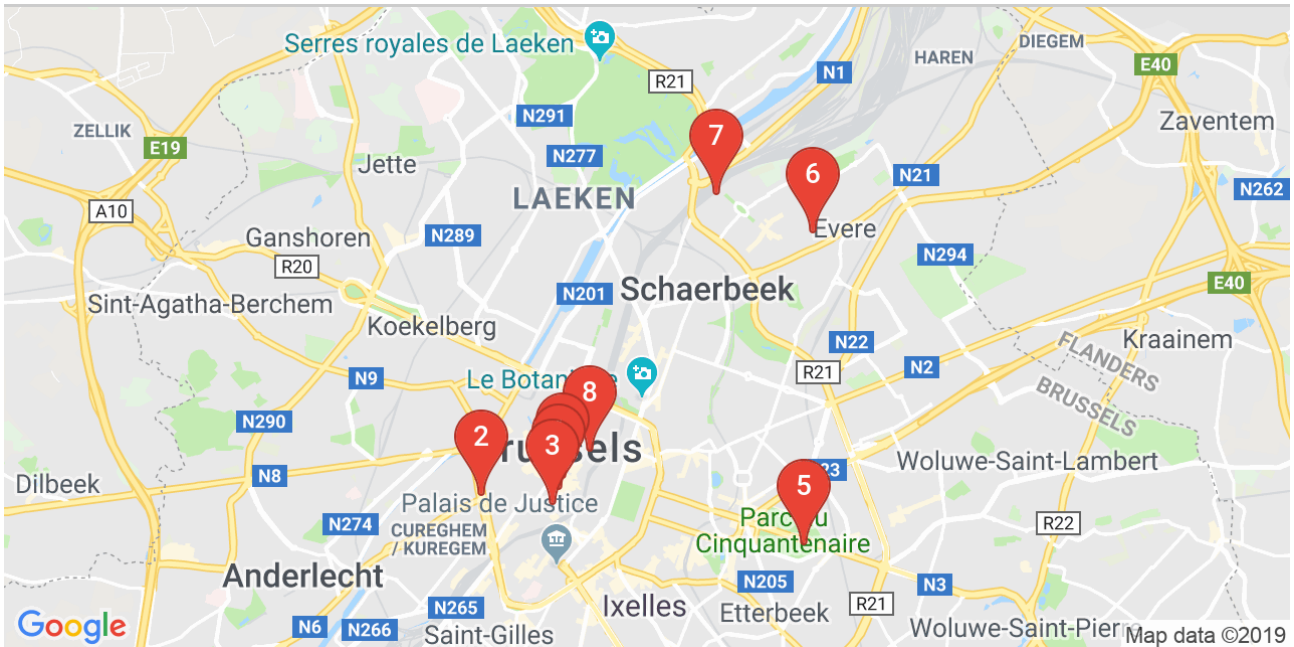 Serres royales de Laeken
DIEGEM
HAREN
E40
N1
R21
N291
ZELLIK
Zaventem
E19
7
Jette
N277
6
N21
N262
LAEKEN
A10
Evere
Ganshoren
N289
N294
R20
E40
N201
Schaerbeek
Sint-Agatha-Berchem
Koekelberg
N22
Kraainem
FLANDERS
N2
R21
N9
Le Botan
8
BRUSSELS
N290
2
3
Brussels
Woluwe-Saint-Lambert
N8
Dilbeek
5
Palais de Justice
N274
Parc du
Cinquantenaire
R22
CUREGHEM
/ KUREGEM
Anderlecht
N205
N3
Ixelles
Etterbeek
R21
N265
N6
N266
Saint-Gilles
Woluwe-Saint-Pierre
Google
Map data ©2019